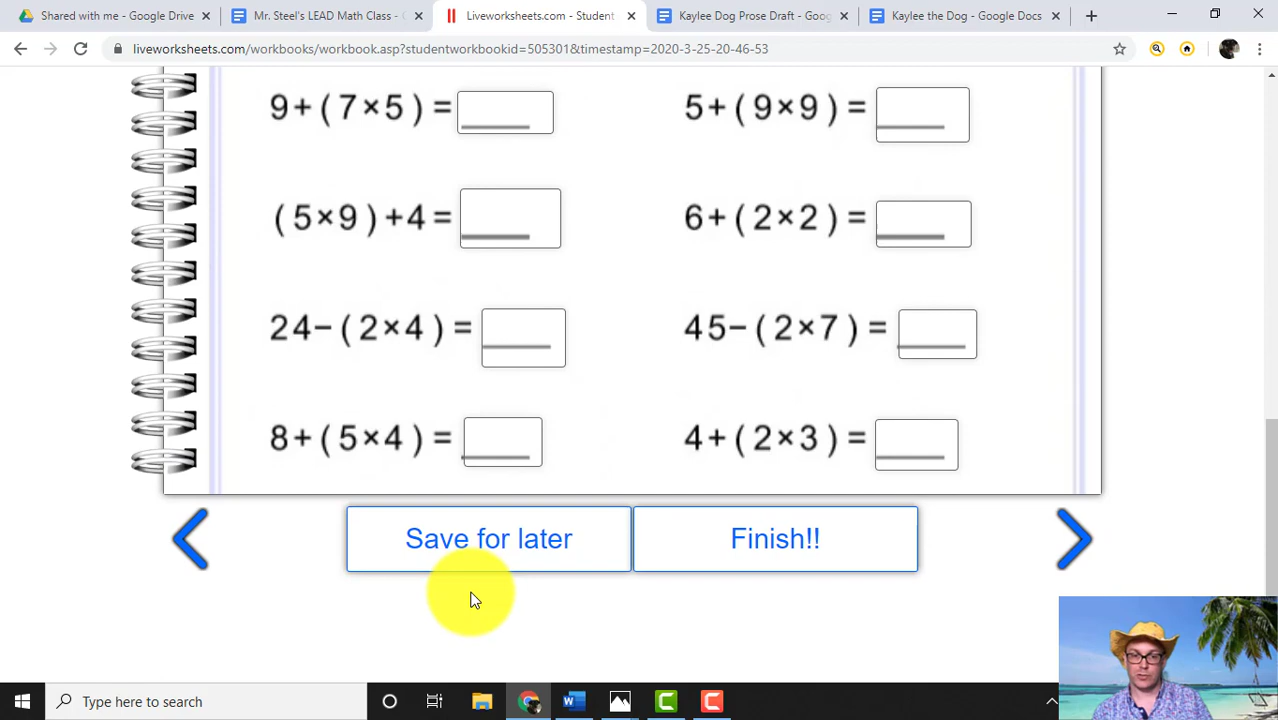 Shared with me - Google Drive
Mr. Steel's LEAD Math Class
Liveworksheets.com - Student
Kaylee Dog Prose Draft - Goog
Kaylee the Dog - Google Docs
liveworksheets.com/workbooks/workbook.asp?studentworkbookid=505301&timestamp=2020-3-25-20-46-53
9+(7×5)= 5+(9×9)=
(5×9)+4= 6+(2×2)=
24-(2×4)= 45-(2×7)=
8+(5×4)= 4+(2×3)=
Save for later Finish!!
Type here to search